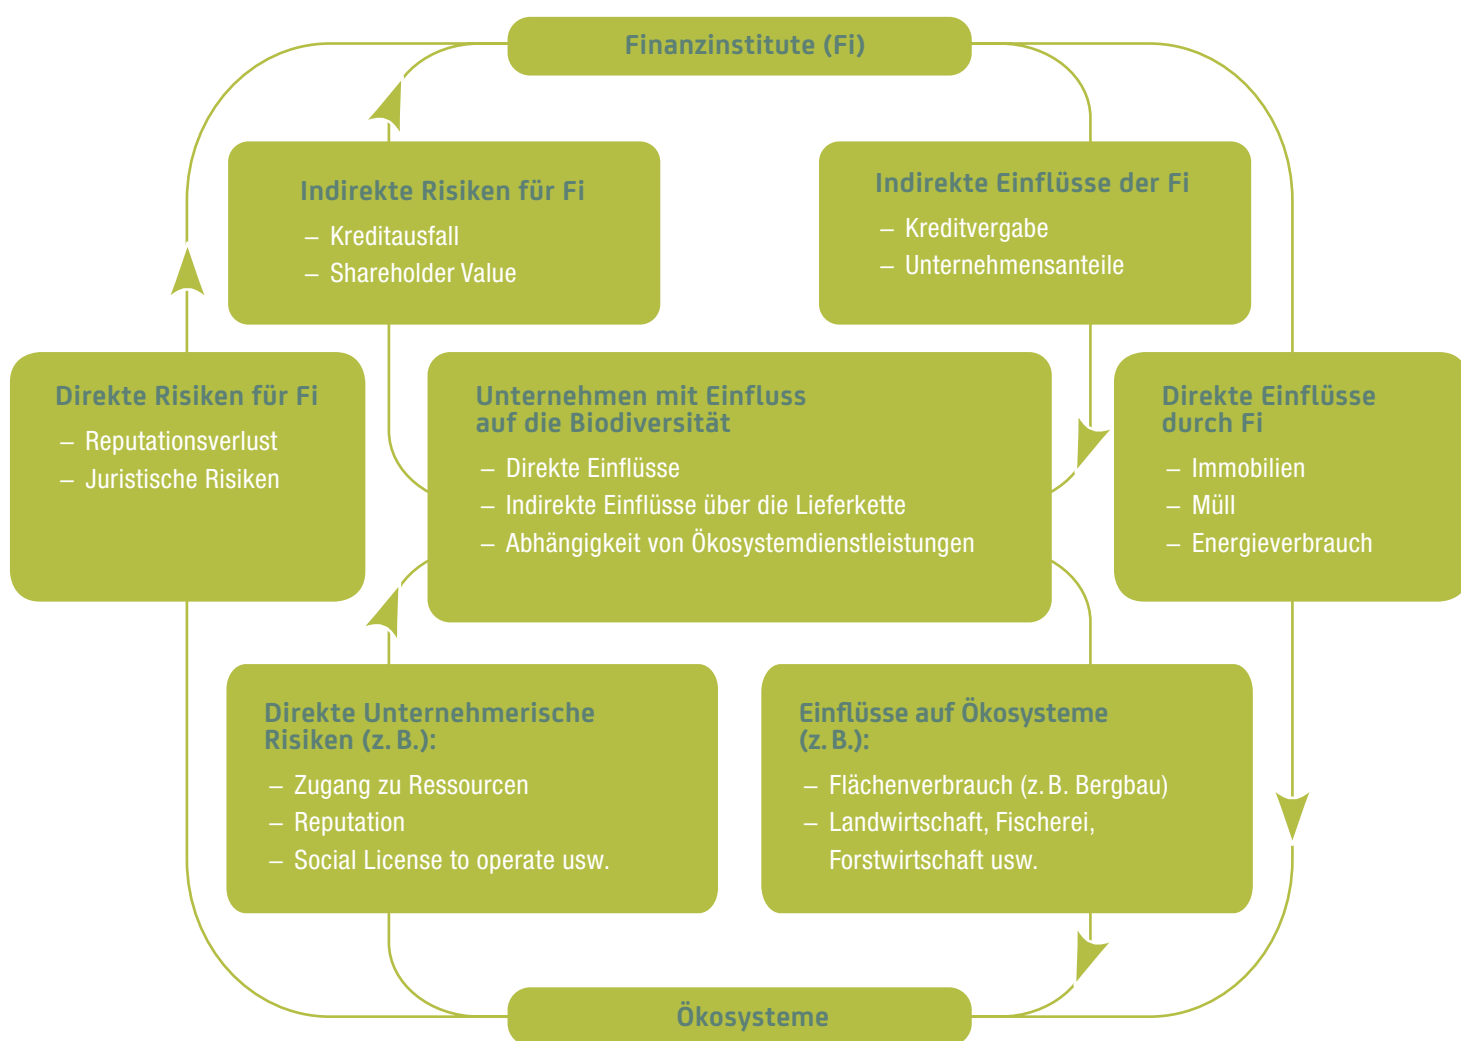 Finanzinstitute (Fi)
Indirekte Risiken für Fi
– Kreditausfall
– Shareholder Value
Indirekte Einflüsse der Fi
– Kreditvergabe
– Unternehmensanteile
Direkte Risiken für Fi
– Reputationsverlust
– Juristische Risiken
Unternehmen mit Einfluss
auf die Biodiversität
– Direkte Einflüsse
– Indirekte Einflüsse über die Lieferkette
– Abhängigkeit von Ökosystemdienstleistungen
Direkte Einflüsse
durch Fi
– Immobilien
– Müll
– Energieverbrauch
Direkte Unternehmerische
Risiken (z. B.):
– Zugang zu Ressourcen
– Reputation
– Social License to operate usw.
Einflüsse auf Ökosysteme
(z. B.):
– Flächenverbrauch (z. B. Bergbau)
– Landwirtschaft, Fischerei,
Forstwirtschaft usw.
Ökosysteme